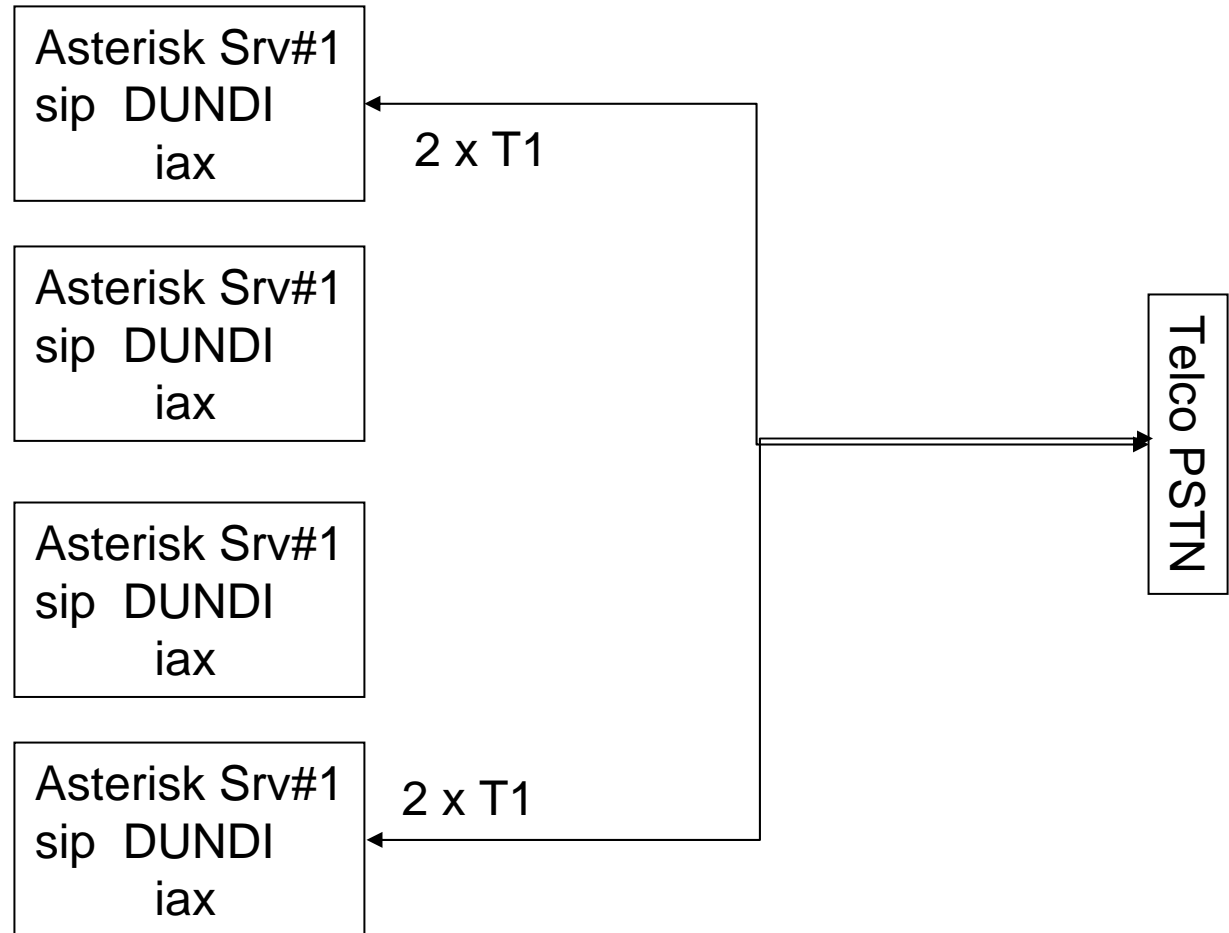 Asterisk Srv#1
sip DUNDI
iax
2 x T1
Asterisk Srv#1
sip DUNDI
iax
Telco PSTN
Asterisk Srv#1
sip DUNDI
iax
Asterisk Srv#1
sip DUNDI
iax
2 x T1